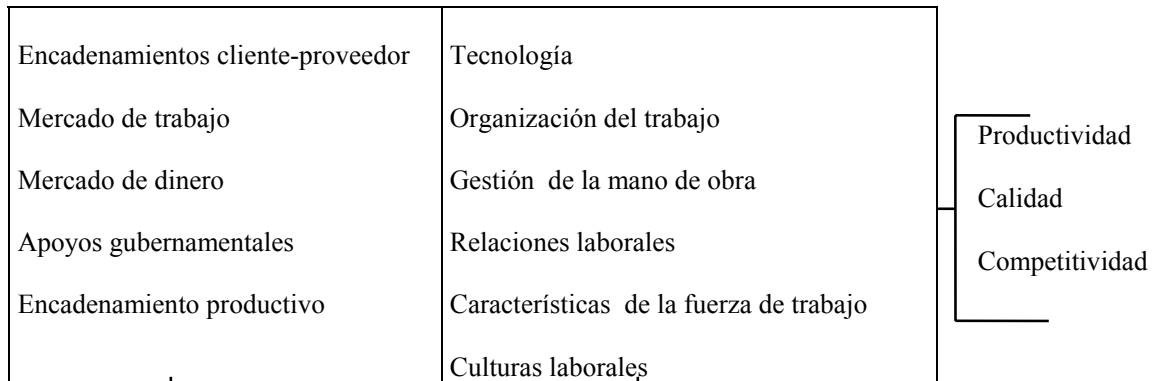 Encadenamientos cliente-proveedor
Mercado de trabajo
Mercado de dinero
Apoyos gubernamentales
Encadenamiento productivo
Tecnología
Organización del trabajo
Gestión de la mano de obra
Relaciones laborales
Características de la fuerza de trabajo
Culturas laborales
Productividad
Calidad
Competitividad